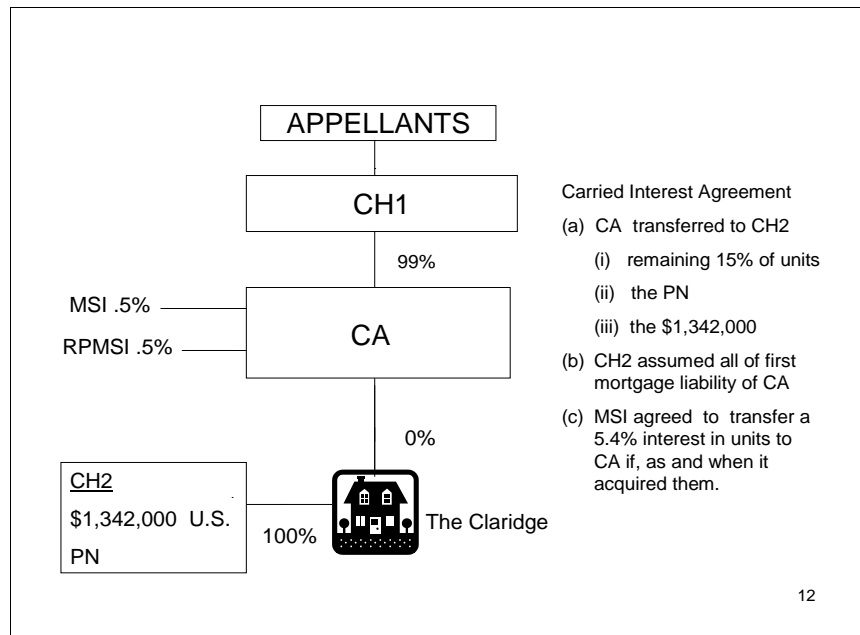 APPELLANTS
CH1
99%
MSI .5%
RPMSI .5%
CA
0%
CH2
$1,342,000 U.S.
PN
100%
The Claridge
Carried Interest Agreement
(a) CA transferred to CH2
(i) remaining 15% of units
(ii) the PN
(iii) the $1,342,000
(b) CH2 assumed all of first
mortgage liability of CA
(c) MSI agreed to transfer a
5.4% interest in units to
CA if, as and when it
acquired them.
12